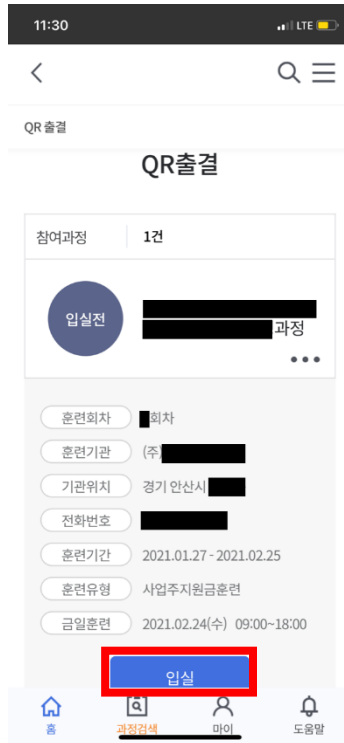 11:30
LTE
QR 출결
QR출결
참여과정 1건
입실전
과정
훈련회차 회차
훈련기관 (주)
기관위치 경기 안산시
전화번호
훈련기간 2021.01.27 - 2021.02.25
훈련유형 사업주지원금훈련
금일훈련 2021.02.24(수) 09:00~18:00
입실
홈 과정검색 마이 도움말